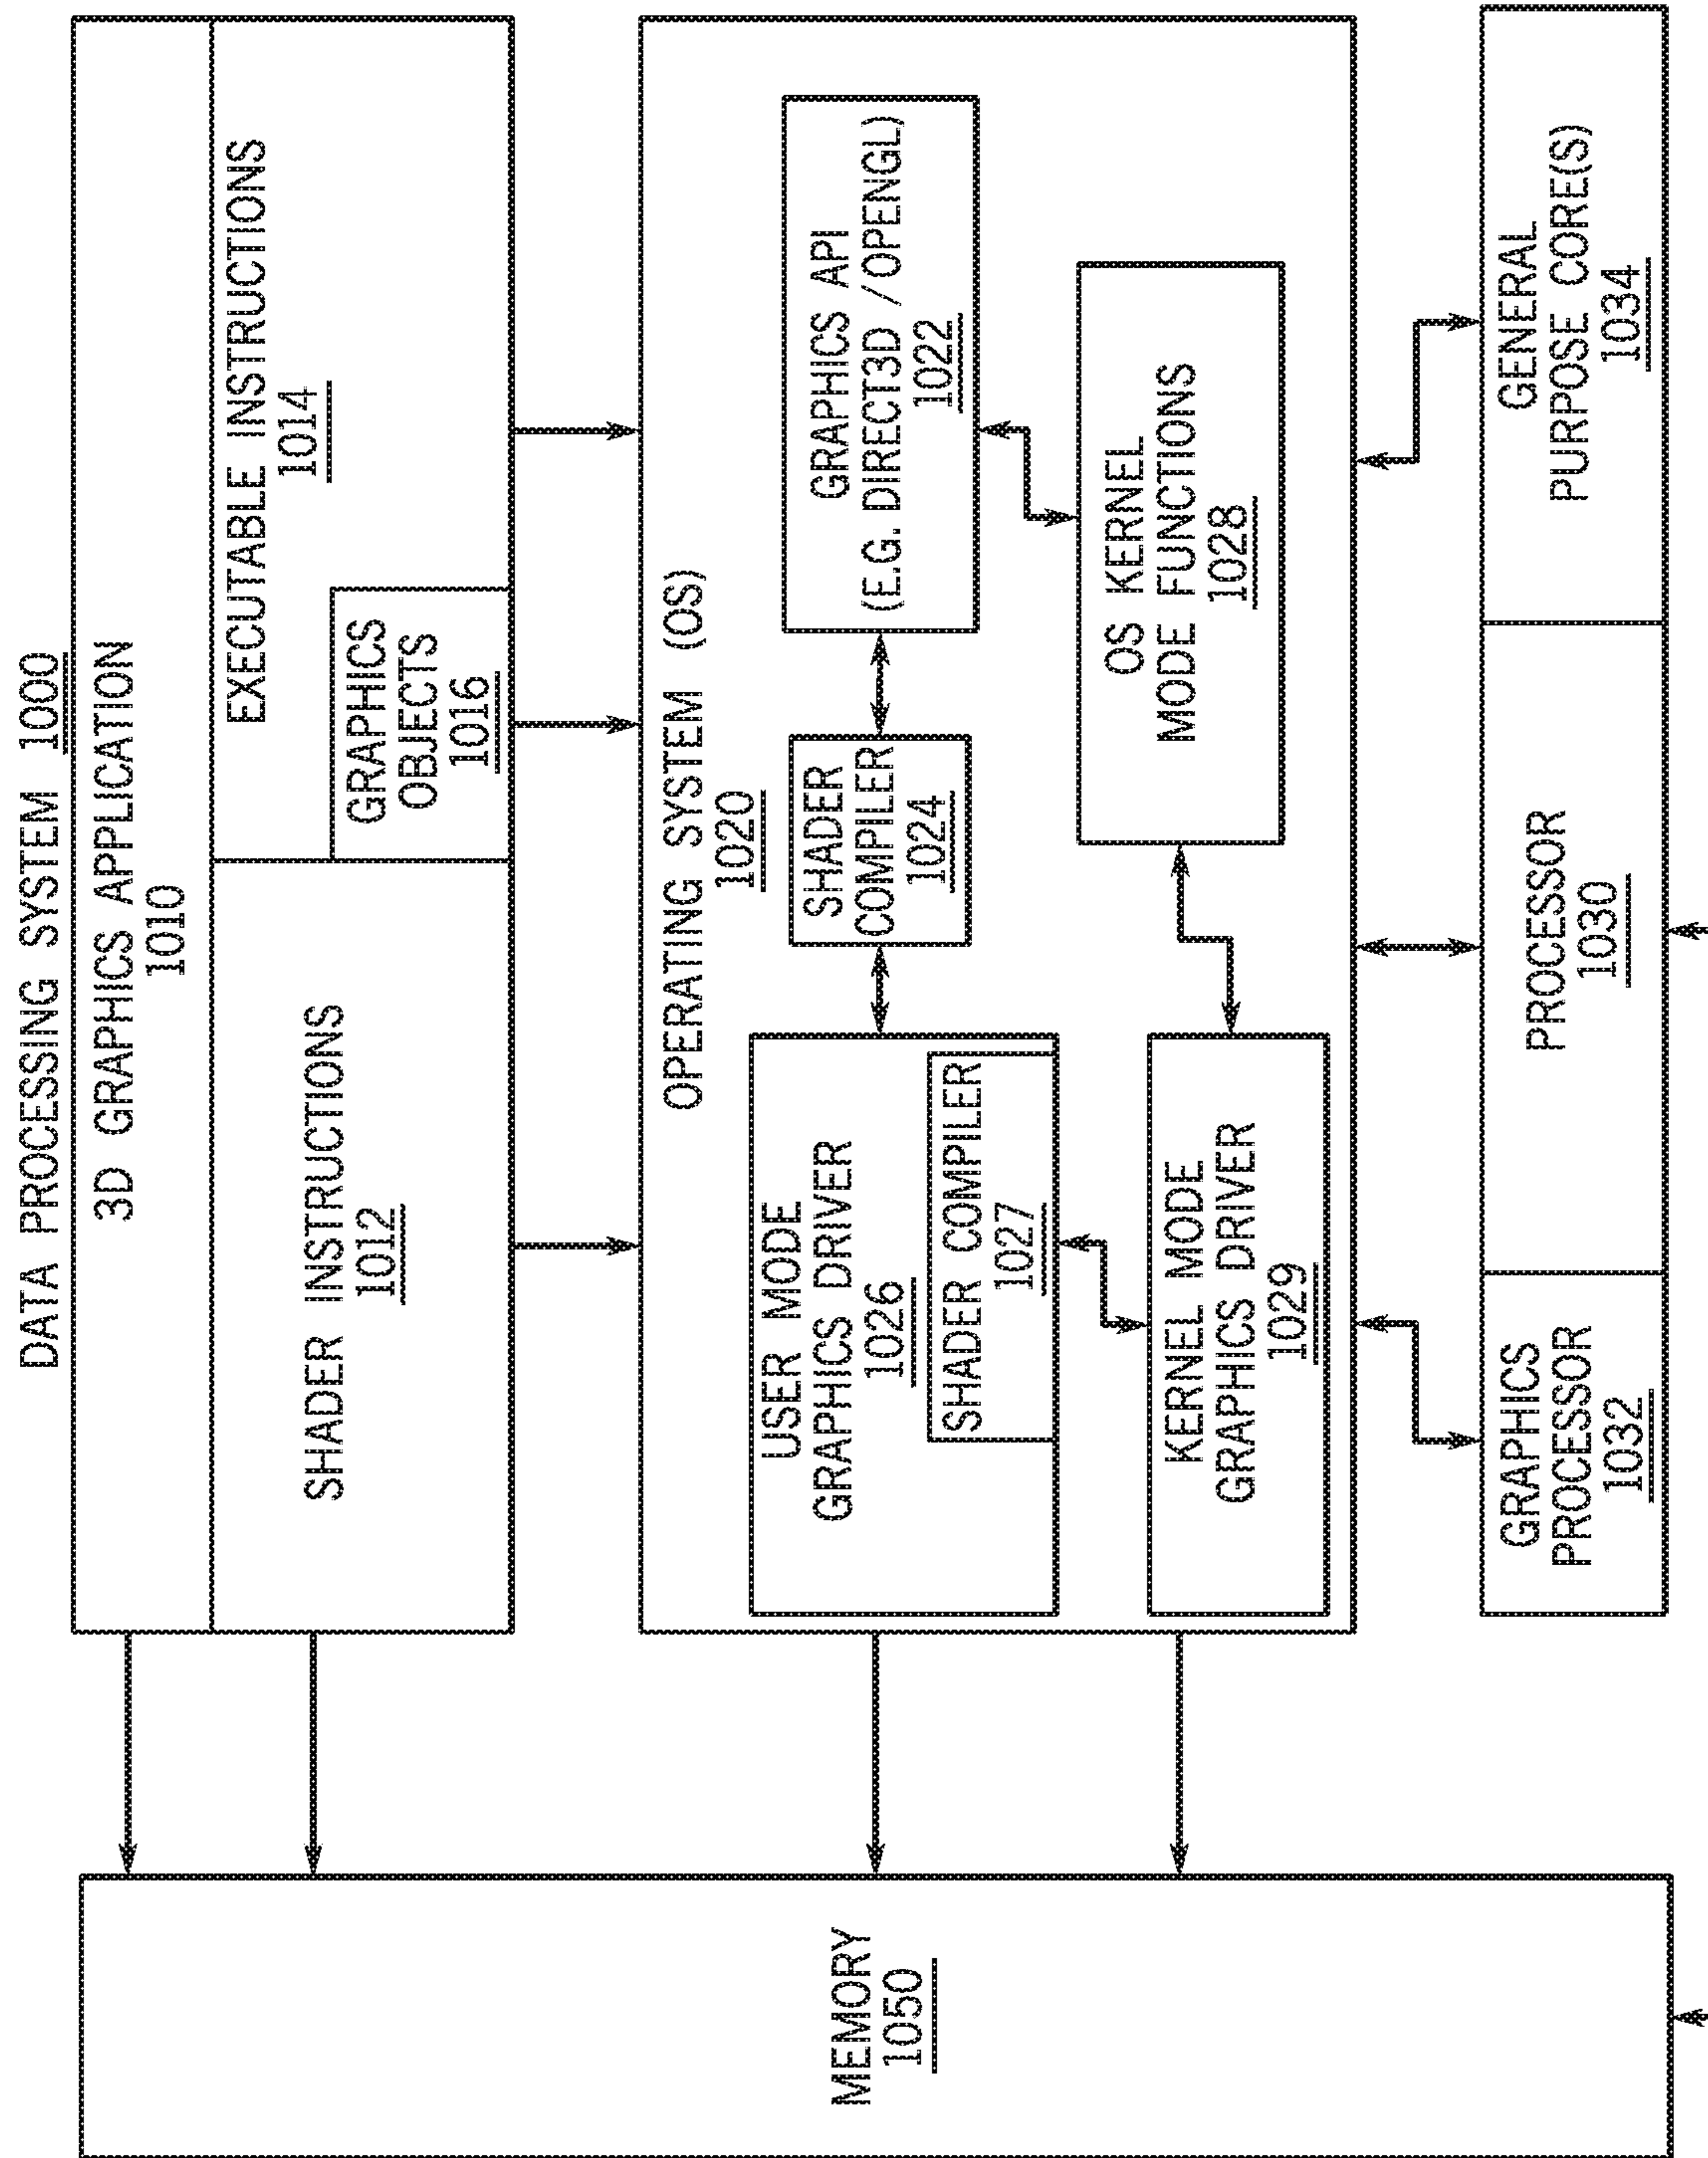 DATA PROCESSING SYSTEM 1000
3D GRAPHICS APPLICATION
1010
SHADER INSTRUCTIONS
1012
EXECUTABLE INSTRUCTIONS
1014
GRAPHICS
OBJECTS
1016
OPERATING SYSTEM (OS)
1020
USER MODE
GRAPHICS DRIVER
1026
SHADER COMPILER
1027
SHADER
COMPILER
1024
GRAPHICS API
(E.G. DIRECT3D /OPENGL)
1022
KERNEL MODE
GRAPHICS DRIVER
1029
OS KERNEL
MODE FUNCTIONS
1028
GRAPHICS
PROCESSOR
1032
PROCESSOR
1030
GENERAL
PURPOSE CORE(S)
1034
MEMORY
1050